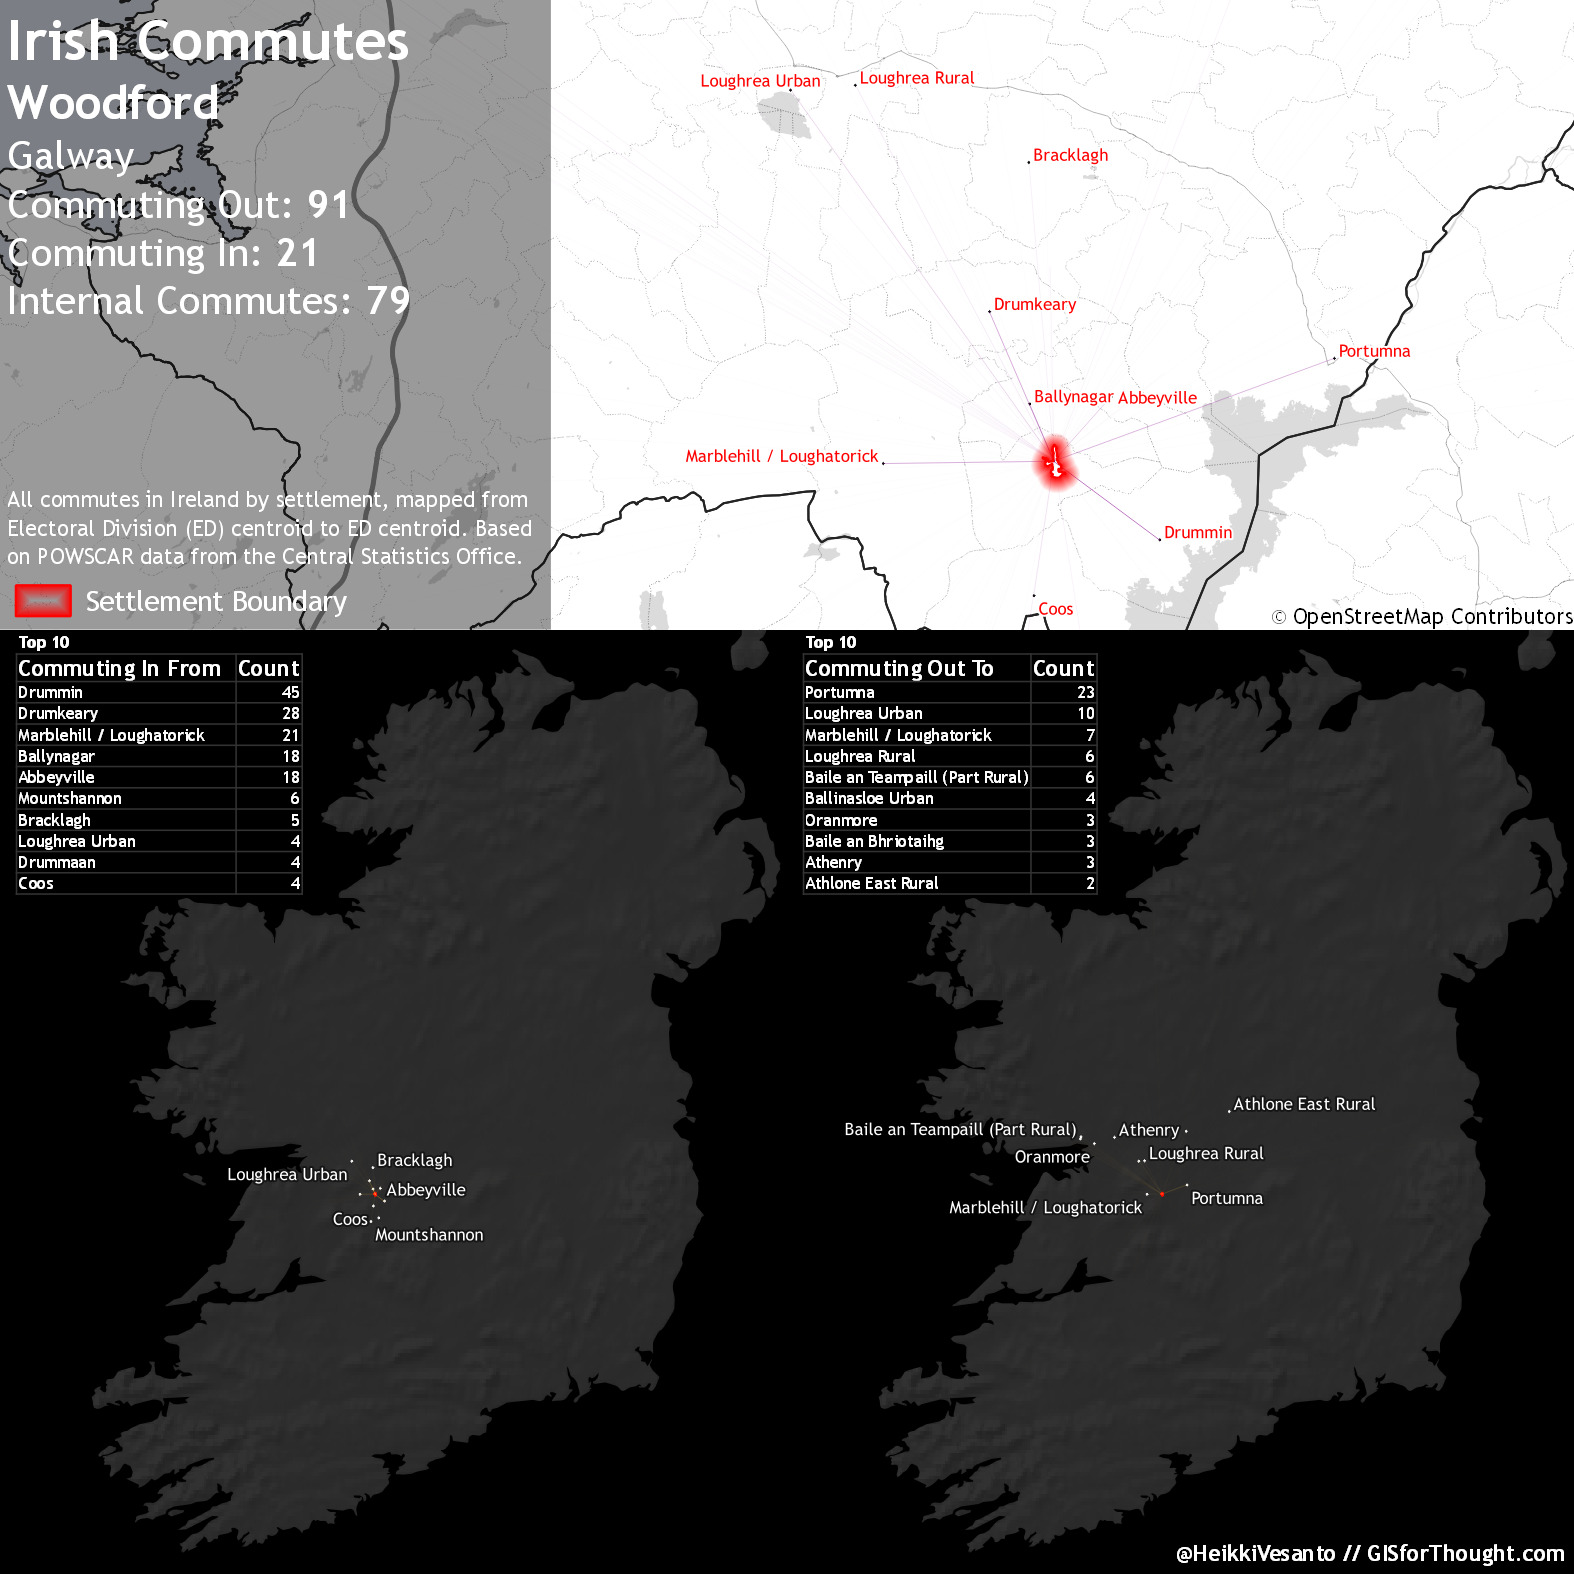 Irish Commutes
Woodford
Galway
Commuting Out: 91
Commuting In: 21
Internal Commutes: 79
All commutes in Ireland by settlement, mapped from
Electoral Division (ED) centroid to ED centroid. Based
on POWSCAR data from the Central Statistics Office.
Settlement Boundary
Loughrea Urban
Loughrea Rural
Bracklagh
Drumkeary
Portumna
Ballynagar
Abbeyville
Marblehill / Loughatorick
Drummin
Coos
© OpenStreetMap Contributors
Top 10
Commuting In From Count
Drummin 45
Drumkeary 28
Marblehill / Loughatorick 21
Ballynagar 18
Abbeyville 18
Mountshannon 6
Bracklagh 5
Loughrea Urban 4
Drummaan 4
Coos 4
Bracklagh
Loughrea Urban
Abbeyville
Coos
Mountshannon
Top 10
Commuting Out To Count
Portumna 23
Loughrea Urban 10
Marblehill / Loughatorick 7
Loughrea Rural 6
Baile an Teampaill (Part Rural) 6
Ballinasloe Urban 4
Oranmore 3
Baile an Bhriotaihg 3
Athenry 3
Athlone East Rural 2
Athlone East Rural
Baile an Teampaill (Part Rural)
Athenry
Oranmore
Loughrea Rural
Portumna
Marblehill / Loughatorick
@HeikkiVesanto // GISforThought.com